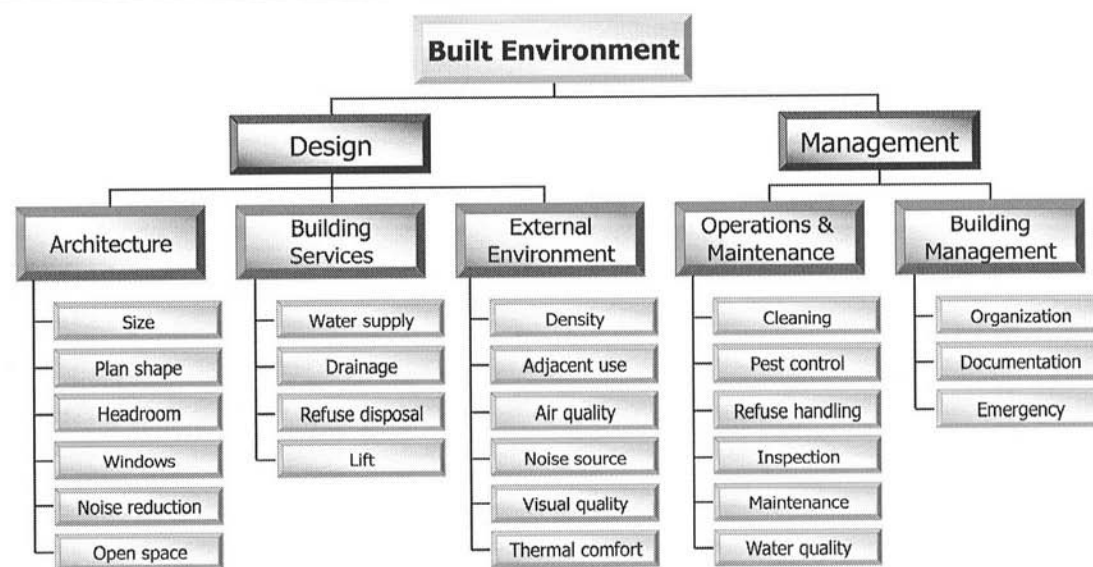 Built Environment
Design
Management
Architecture
Building
Services
External
Environment
Operations &
Maintenance
Building
Management
Size
Plan shape
Headroom
Windows
Noise reduction
Open space
Water supply
Drainage
Refuse disposal
Lift
Density
Adjacent use
Air quality
Noise source
Visual quality
Thermal comfort
Cleaning
Pest control
Refuse handling
Inspection
Maintenance
Water quality
Organization
Documentation
Emergency